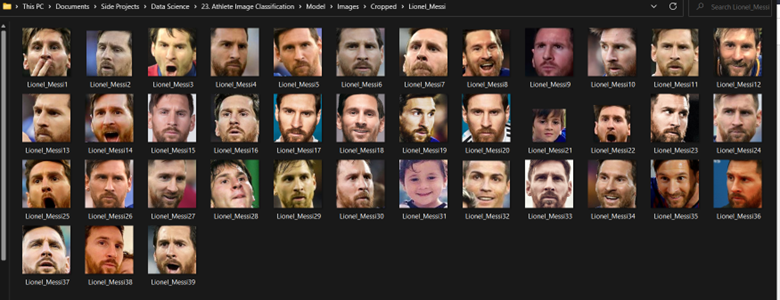 This PC > Documents > Side Projects > Data Science > 23. Athlete Image Classification > Model > Images > Cropped > Lionel_Messi
Search Lionel_Messi
Lionel_Messi1 Lionel_Messi2 Lionel_Messi3 Lionel_Messi4 Lionel_Messi5 Lionel_Messi6 Lionel_Messi7 Lionel_Messi8 Lionel_Messi9 Lionel_Messi10 Lionel_Messi11 Lionel_Messi12
Lionel_Messi13 Lionel_Messi14 Lionel_Messi15 Lionel_Messi16 Lionel_Messi17 Lionel_Messi18 Lionel_Messi19 Lionel_Messi20 Lionel_Messi21 Lionel_Messi22 Lionel_Messi23 Lionel_Messi24
Lionel_Messi25 Lionel_Messi26 Lionel_Messi27 Lionel_Messi28 Lionel_Messi29 Lionel_Messi30 Lionel_Messi31 Lionel_Messi32 Lionel_Messi33 Lionel_Messi34 Lionel_Messi35 Lionel_Messi36
Lionel_Messi37 Lionel_Messi38 Lionel_Messi39